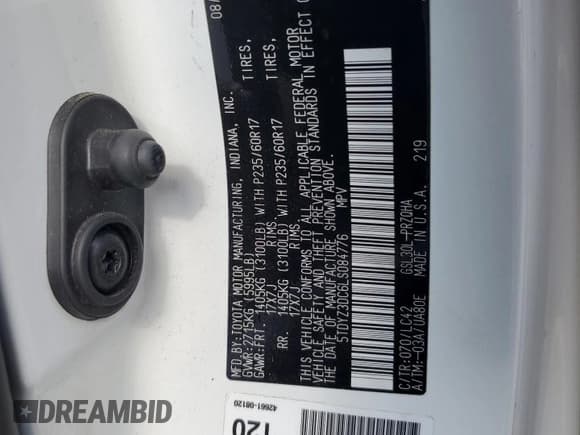 08/
MFD.BY:TOYOTA MOTOR MANUFACTURING, INDIANA, INC.
GVWR:2715KG (5995LB)
GAWR:FRT. 1405KG (3100LB) WITH P235/60R17 TIRES,
17X7J RIMS
RR. 1405KG (3100LB) WITH P235/60R17 TIRES,
17X7J RIMS
THIS VEHICLE CONFORMS TO ALL APPLICABLE FEDERAL MOTOR
VEHICLE SAFETY AND THEFT PREVENTION STANDARDS IN EFFECT O
THE DATE OF MANUFACTURE SHOWN ABOVE.
5TDYZ3DC6LS084776 MPV
C/TR:070/LC42 GSL30L-PRZQHA
A/TM:-03A/UA80E MADE IN U.S.A. 219
42661-08120
120
DREAMBID